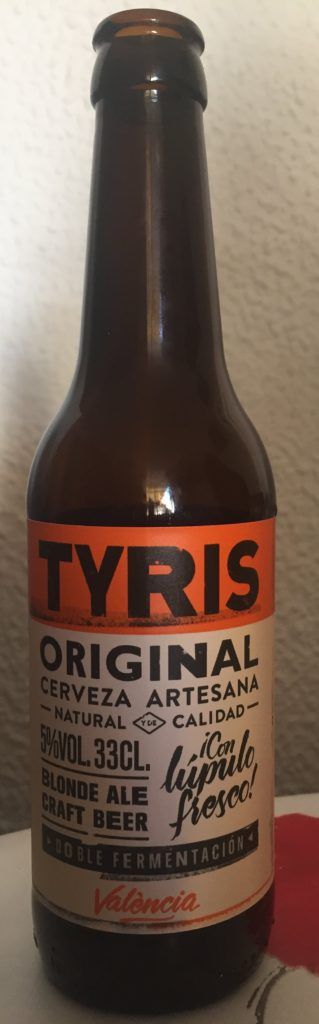 TYRIS
ORIGINAL
CERVEZA ARTESANA
NATURAL Y DE CALIDAD
5%VOL. 33CL.
BLONDE ALE
CRAFT BEER
¡Con
lúpulo
fresco!
DOBLE FERMENTACIÓN
València